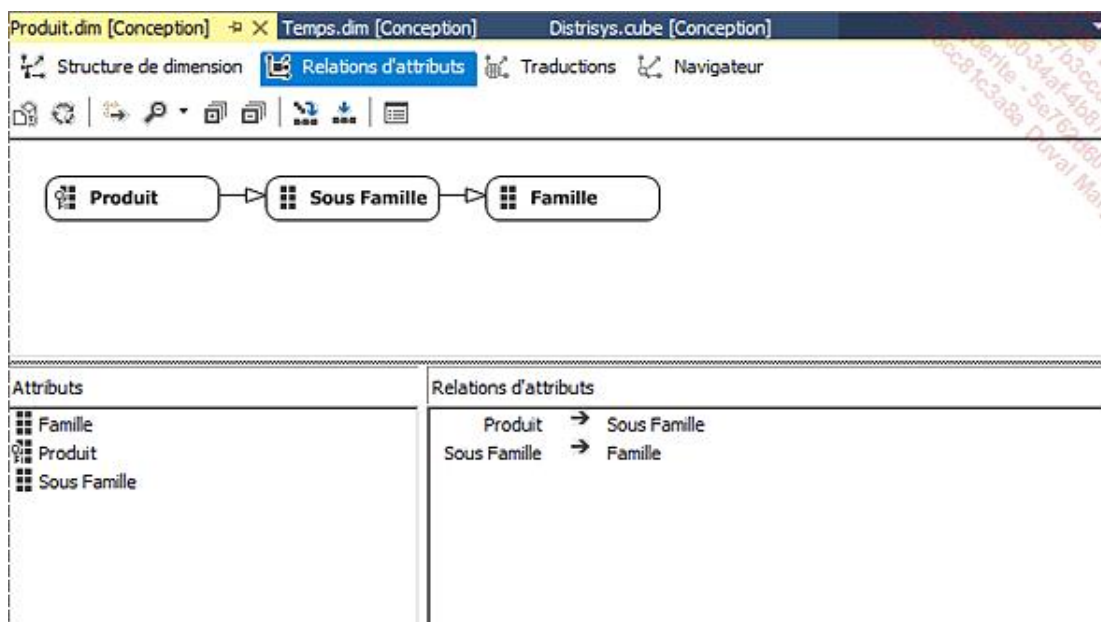 Produit.dim [Conception] Temps.dim [Conception] Distrisys.cube [Conception]
Structure de dimension Relations d'attributs Traductions Navigateur
Produit Sous Famille Famille
Attributs
Famille
Produit
Sous Famille
Relations d'attributs
Produit → Sous Famille
Sous Famille → Famille